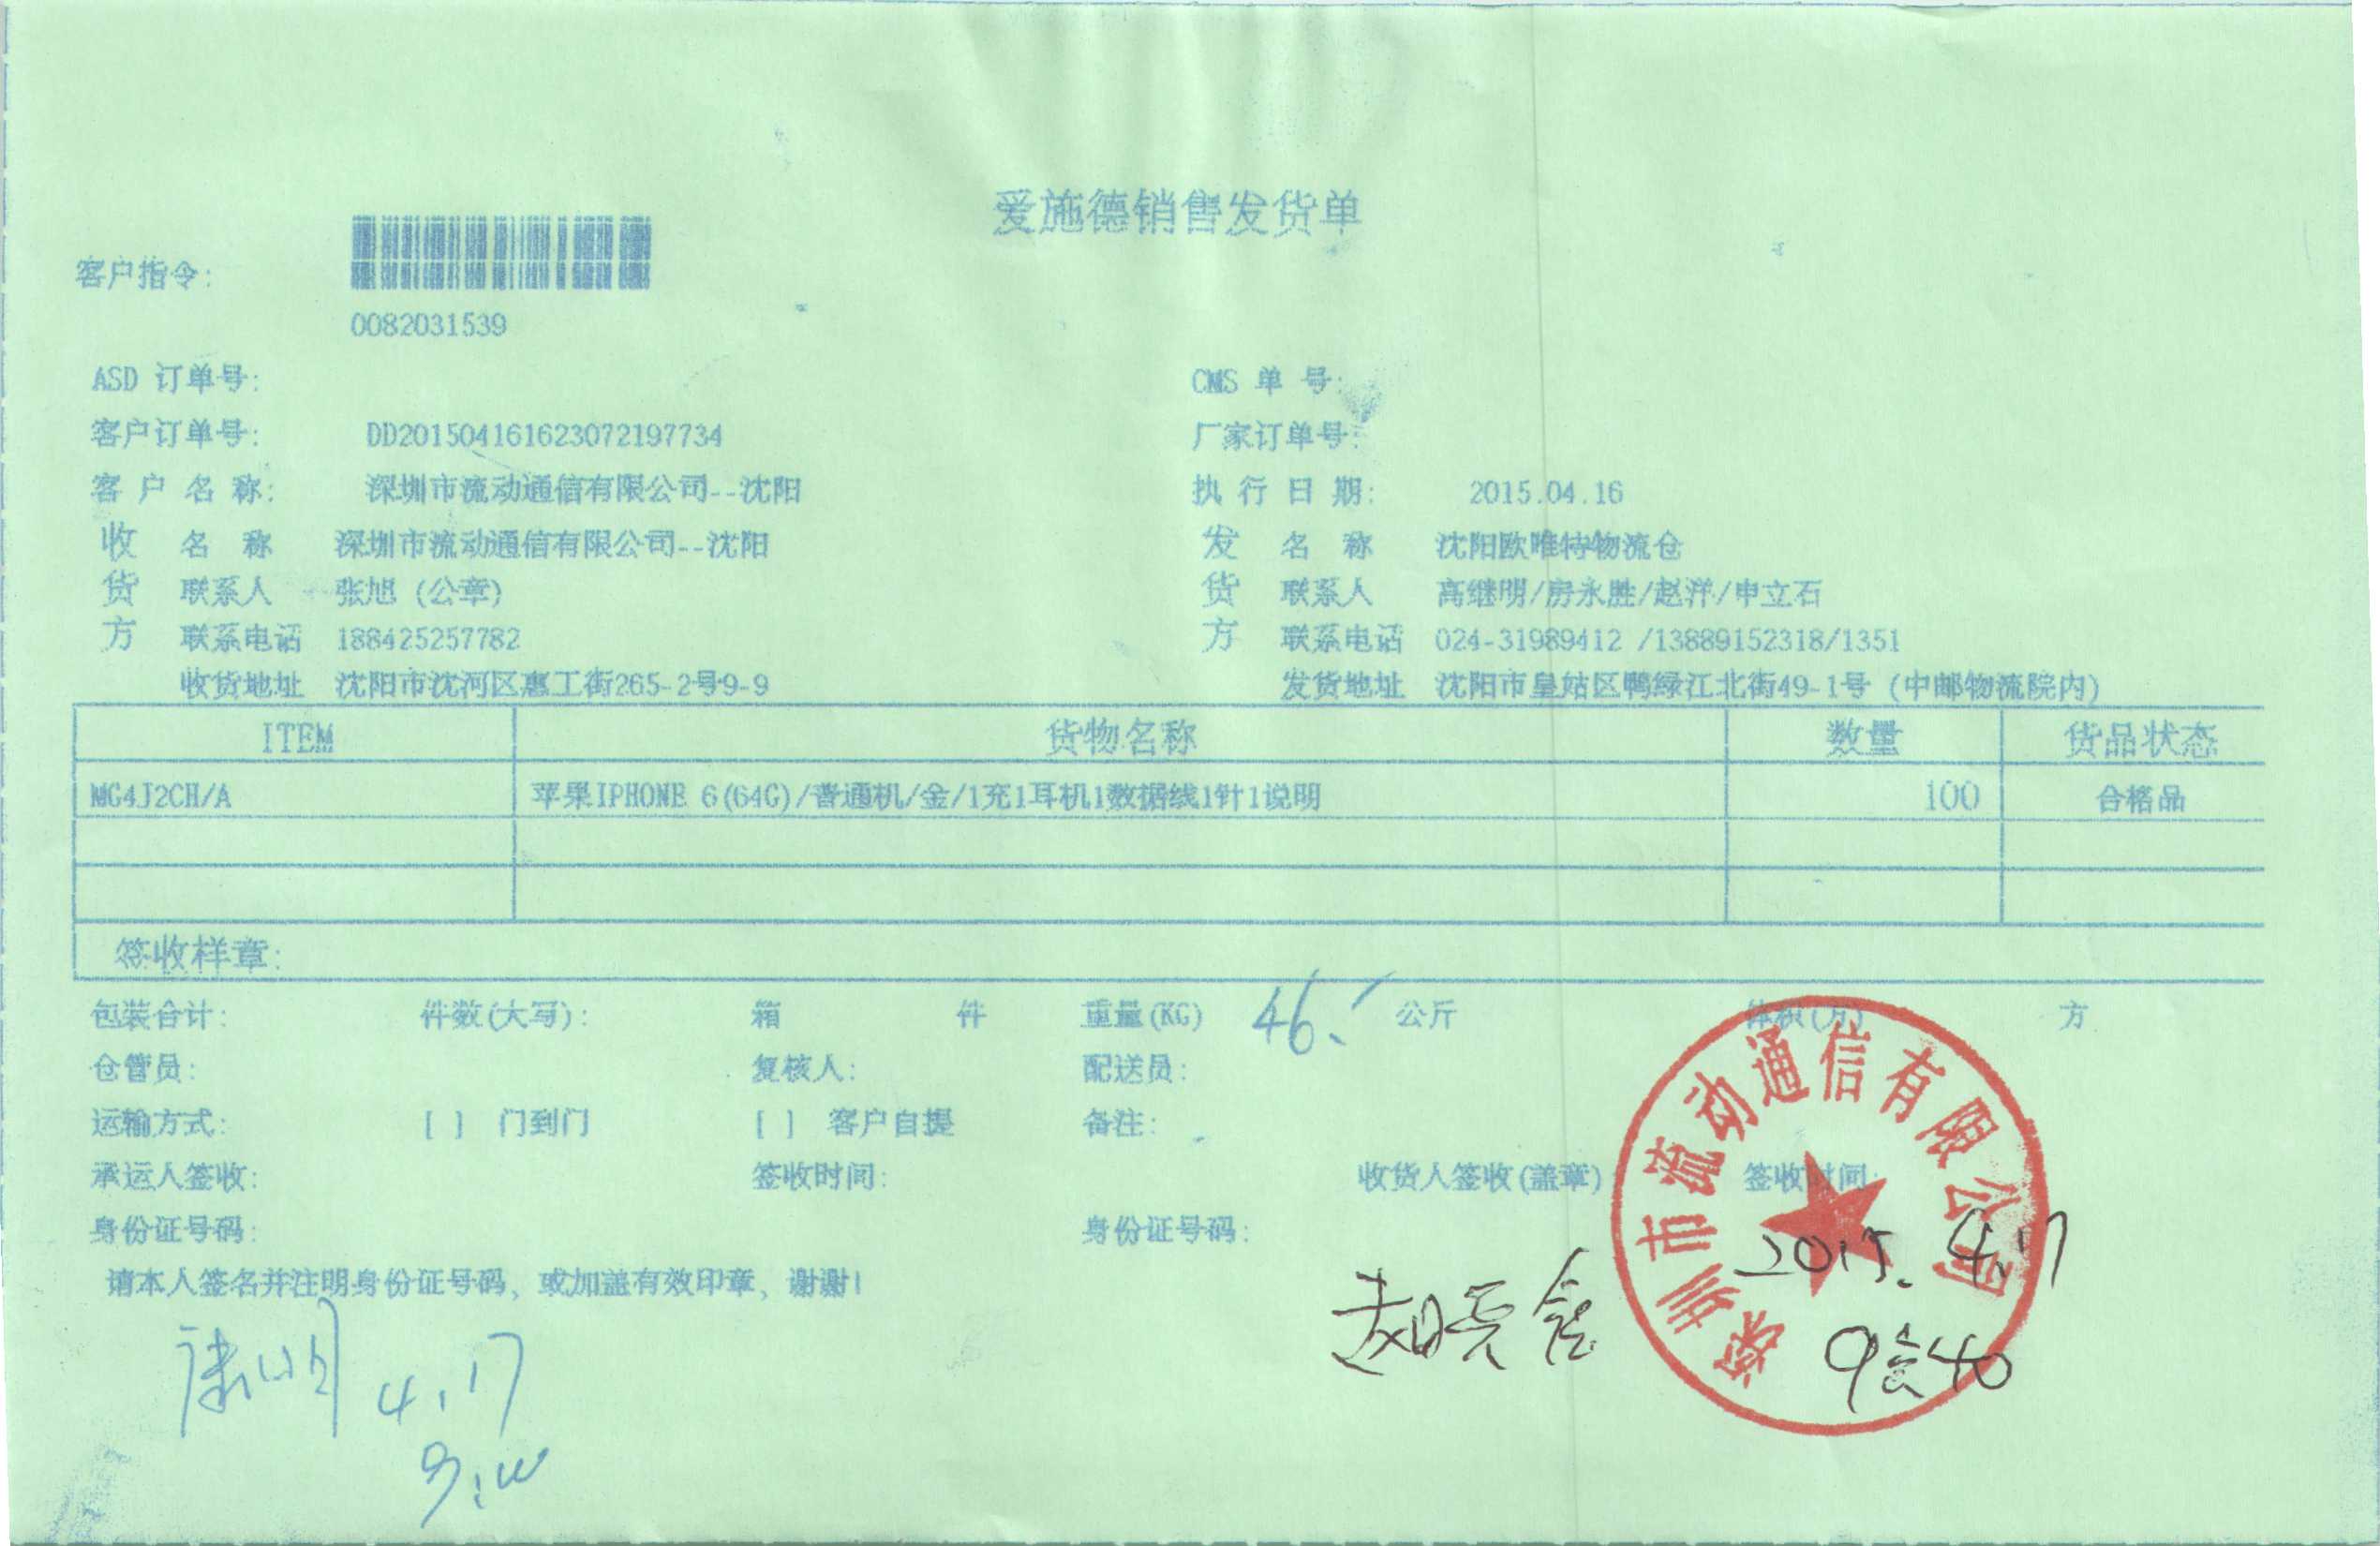 爱施德销售发货单
客户指令:
0082031539
ASD 订单号: CMS 单 号:
客户订单号: DD20150416162307219​7734 厂家订单号:
客 户 名 称: 深圳市流动通信有限公司--沈阳 执 行 日 期: 2015.04.16
收 名 称 深圳市流动通信有限公司--沈阳 发 名 称 沈阳欧唯特物流仓
货 联系人 张旭 (公章) 货 联系人 高继明/房永胜/赵洋/申立石
方 联系电话 188425257782 方 联系电话 024-31989412 /13889152318/1351
收货地址 沈阳市沈河区惠工街265-2号9-9 发货地址 沈阳市皇姑区鸭绿江北街49-1号 (中邮物流院内)
ITEM 货物名称 数量 货品状态
MG4J2CH/A 苹果IPHONE 6(64G)/普通机/金/1充1耳机1数据线1针1说明 100 合格品
签收样章:
包装合计: 件数(大写): 箱 件 重量(KG) 46. 公斤 体积(方) 方
仓管员: 复核人: 配送员:
运输方式: [ ] 门到门 [ ] 客户自提 备注:
承运人签收: 签收时间: 收货人签收(盖章) 签收时间:
身份证号码: 身份证号码:
请本人签名并注明身份证号码、或加盖有效印章、谢谢!
深圳市流动通信有限公司
2015. 4.17
9:40
4.17